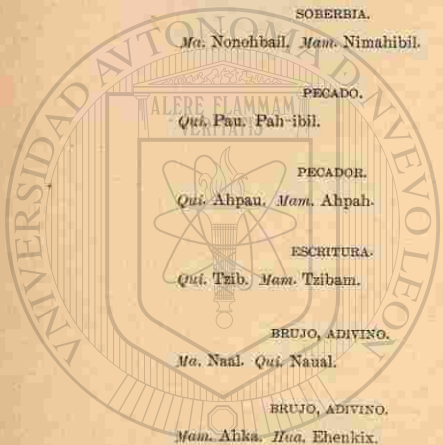 SOBERBIA.
Ma. Nonohbail. Mam. Nimahibil.
PECADO.
Qui. Pau. Pah-ibil.
PECADOR.
Qui. Ahpau. Mam. Ahpah.
ESCRITURA.
Qui. Tzib. Mam. Tzibam.
BRUJO, ADIVINO.
Ma. Naal. Qui. Naual.
BRUJO, ADIVINO.
Mam. Ahka. Hua. Ehenkix.
UNIVERSIDAD AVTONOMA DE NVEVO LEON
ALERE FLAMMAM
VERITATIS